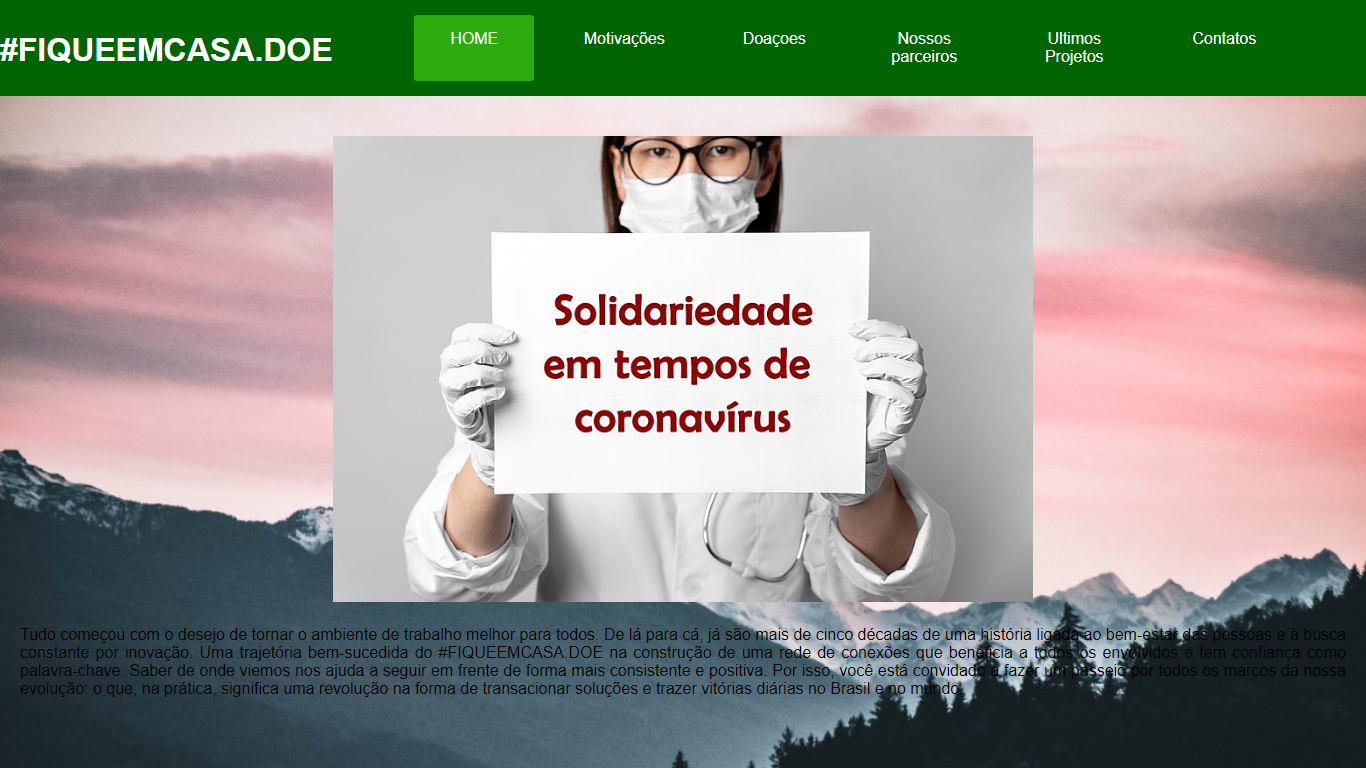 #FIQUEEMCASA.DOE
HOME
Motivações
Doaçoes
Nossos
parceiros
Ultimos
Projetos
Contatos
Solidariedade
em tempos de
coronavírus
Tudo começou com o desejo de tornar o ambiente de trabalho melhor para todos. De lá para cá, já são mais de cinco décadas de uma história ligada ao bem-estar das pessoas e à busca
constante por inovação. Uma trajetória bem-sucedida do #FIQUEEMCASA.DOE na construção de uma rede de conexões que beneficia a todos os envolvidos e tem confiança como
palavra-chave. Saber de onde viemos nos ajuda a seguir em frente de forma mais consistente e positiva. Por isso, você está convidado a fazer um passeio por todos os marcos da nossa
evolução: o que, na prática, significa uma revolução na forma de transacionar soluções e trazer vitórias diárias no Brasil e no mundo.